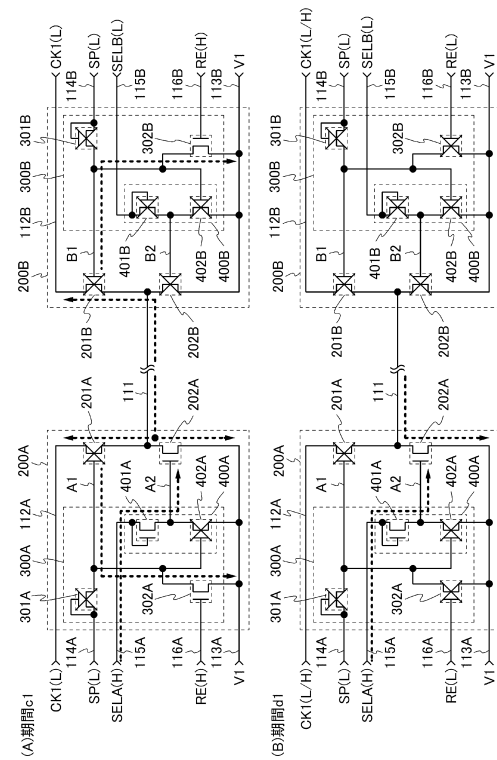 (A)期間c1
CK1(L)
114A
SP(L)
SELA(H)
115A
116A
RE(H)
113A
V1
301A
300A
112A
200A
A1
201A
401A
A2
202A
302A
402A
400A
111
200B
112B
300B
301B
201B
B1
401B
B2
202B
302B
402B
400B
CK1(L)
114B
SP(L)
SELB(L)
115B
116B
RE(H)
113B
V1
(B)期間d1
CK1(L/H)
114A
SP(L)
SELA(H)
115A
116A
RE(L)
113A
V1
301A
300A
112A
200A
A1
201A
401A
A2
202A
302A
402A
400A
111
200B
112B
300B
301B
201B
B1
401B
B2
202B
302B
402B
400B
CK1(L/H)
114B
SP(L)
SELB(L)
115B
116B
RE(L)
113B
V1